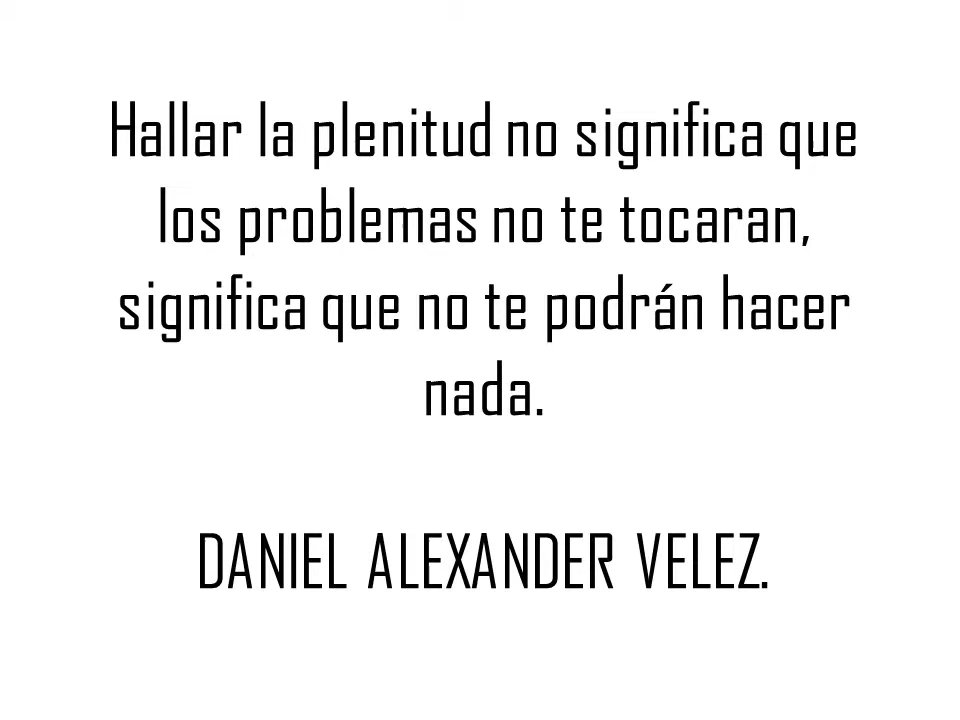 Hallar la plenitud no significa que
los problemas no te tocaran,
significa que no te podrán hacer
nada.
DANIEL ALEXANDER VELEZ.